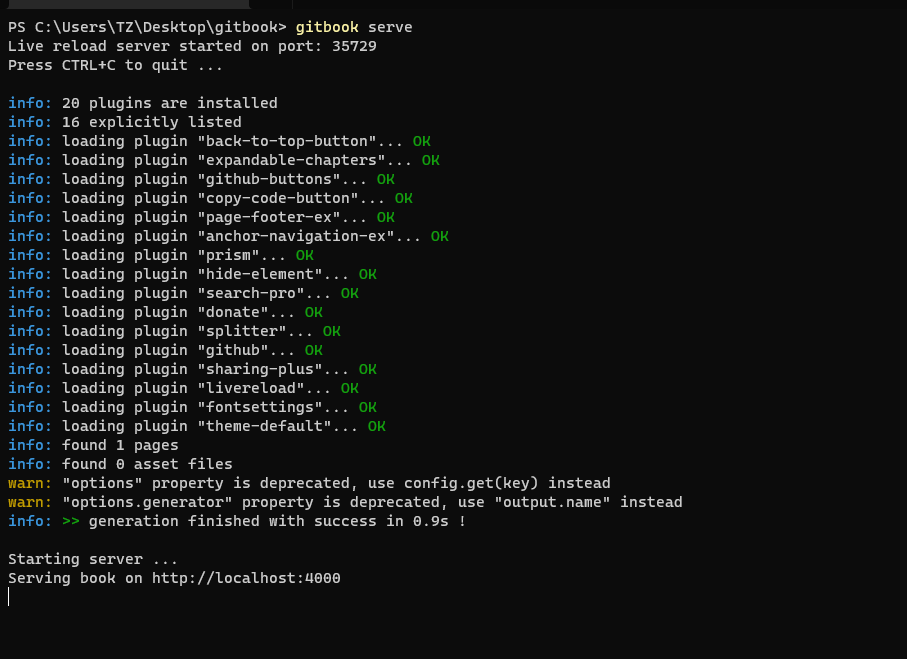 PS C:\Users\TZ\Desktop\gitbook> gitbook serve
Live reload server started on port: 35729
Press CTRL+C to quit ...
info: 20 plugins are installed
info: 16 explicitly listed
info: loading plugin "back-to-top-button"... OK
info: loading plugin "expandable-chapters"... OK
info: loading plugin "github-buttons"... OK
info: loading plugin "copy-code-button"... OK
info: loading plugin "page-footer-ex"... OK
info: loading plugin "anchor-navigation-ex"... OK
info: loading plugin "prism"... OK
info: loading plugin "hide-element"... OK
info: loading plugin "search-pro"... OK
info: loading plugin "donate"... OK
info: loading plugin "splitter"... OK
info: loading plugin "github"... OK
info: loading plugin "sharing-plus"... OK
info: loading plugin "livereload"... OK
info: loading plugin "fontsettings"... OK
info: loading plugin "theme-default"... OK
info: found 1 pages
info: found 0 asset files
warn: "options" property is deprecated, use config.get(key) instead
warn: "options.generator" property is deprecated, use "output.name" instead
info: >> generation finished with success in 0.9s !
Starting server ...
Serving book on http://localhost:4000